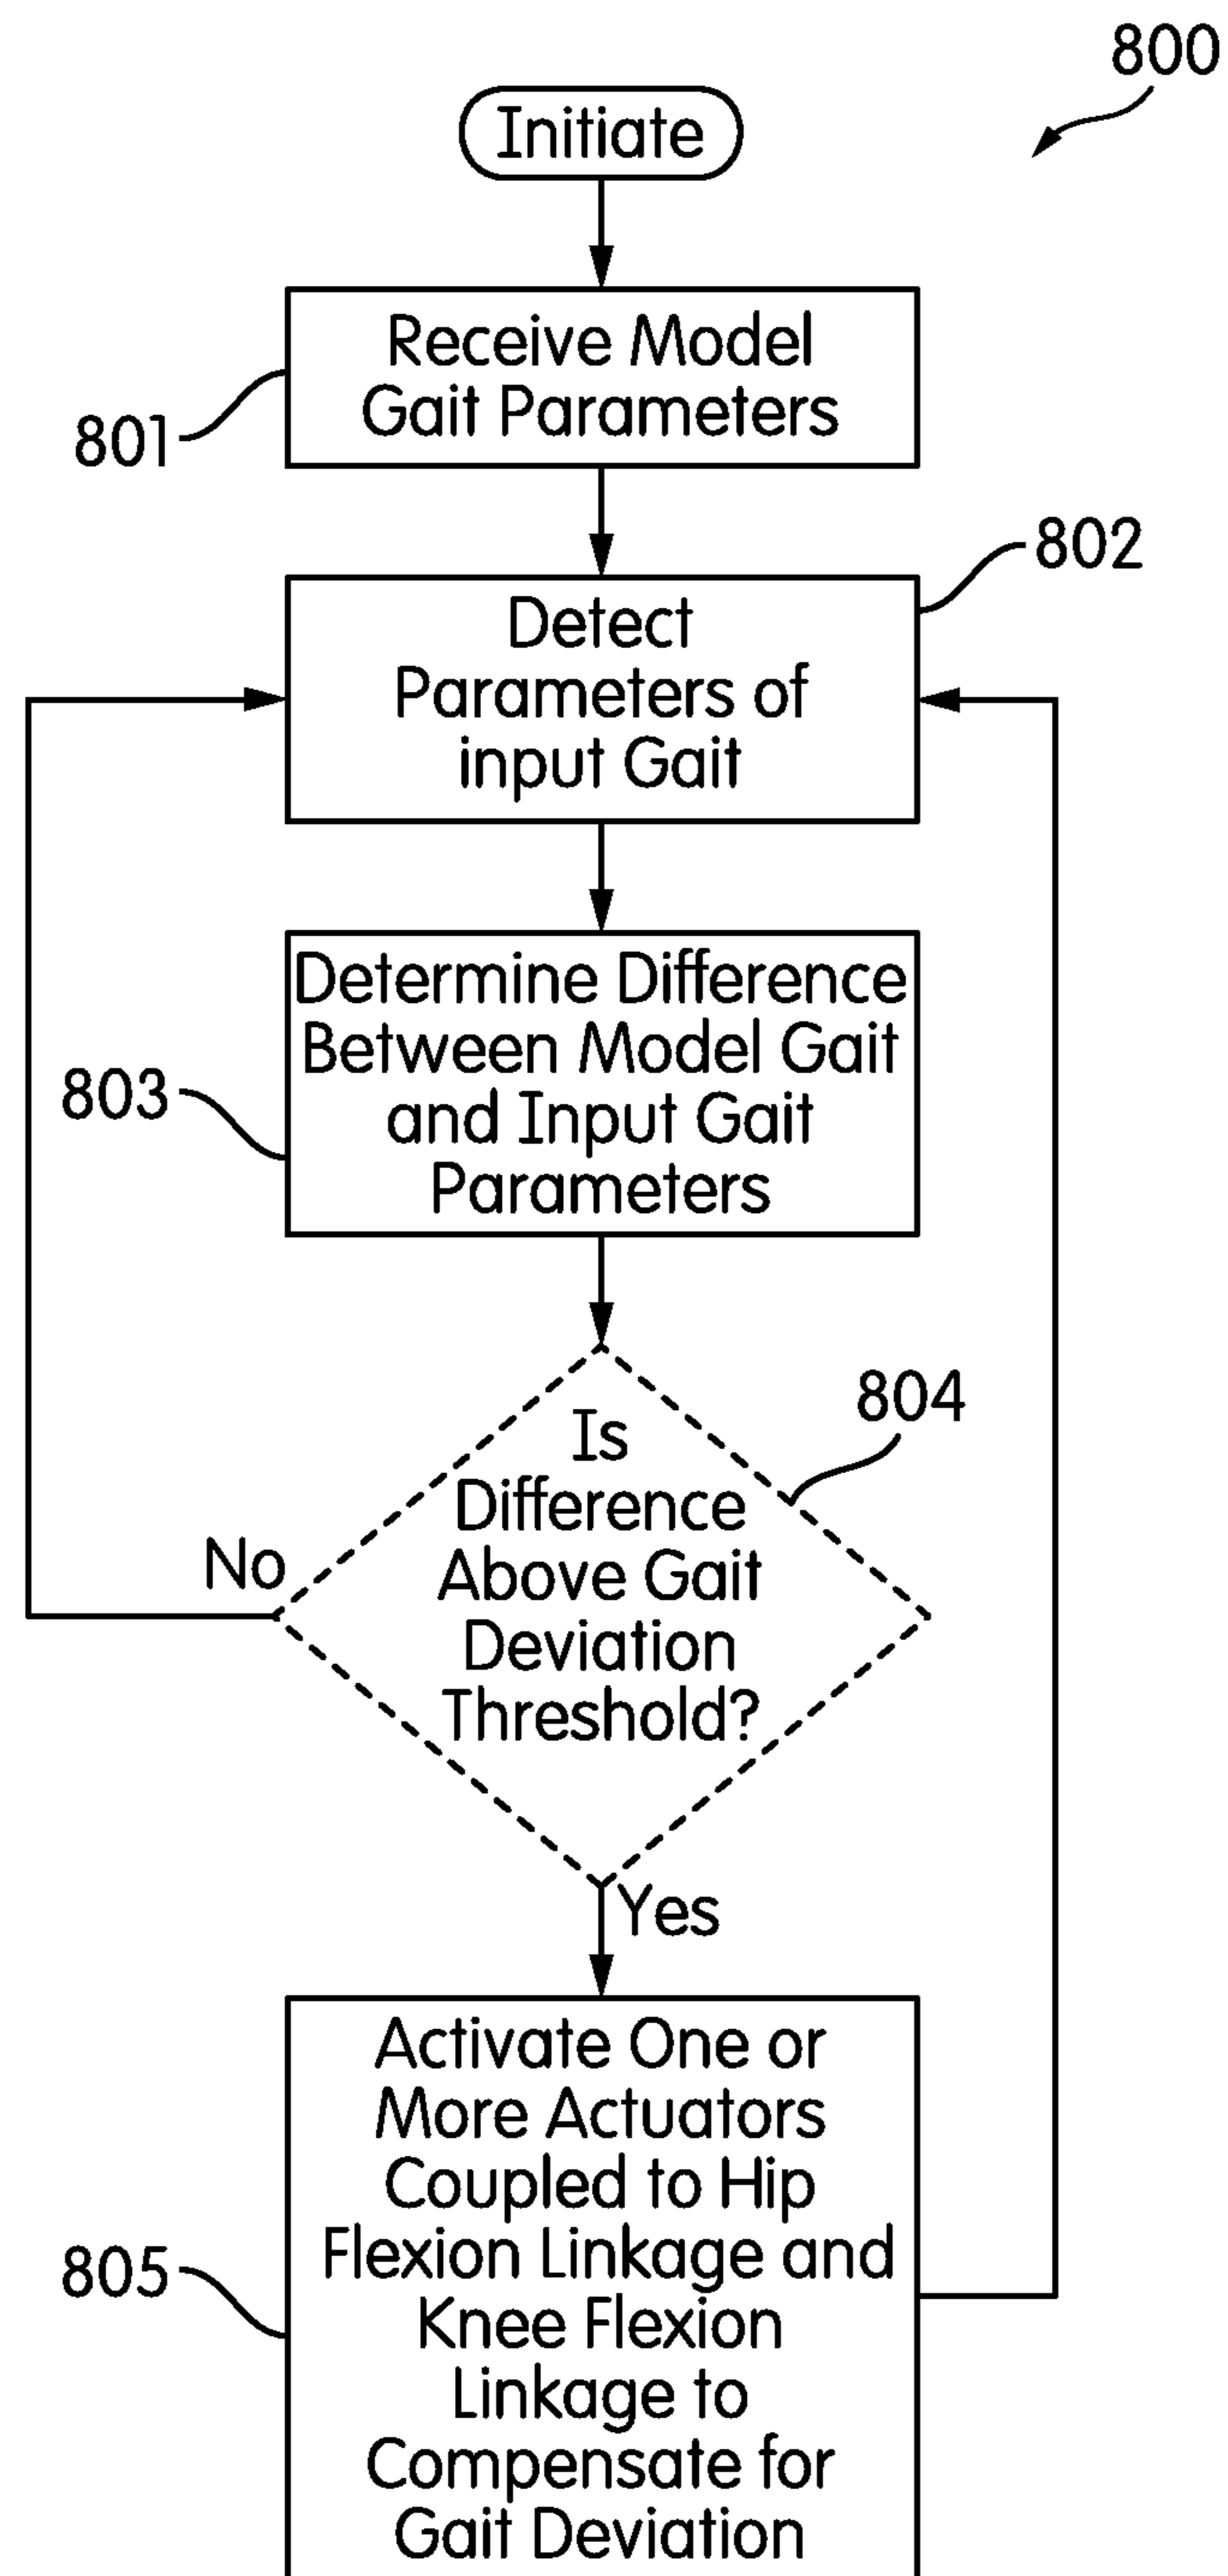 800
Initiate
Receive Model
Gait Parameters
801
802
Detect
Parameters of
input Gait
Determine Difference
Between Model Gait
and Input Gait
Parameters
803
804
Is
Difference
Above Gait
Deviation
Threshold?
No
Yes
Activate One or
More Actuators
Coupled to Hip
Flexion Linkage and
Knee Flexion
Linkage to
Compensate for
Gait Deviation
805